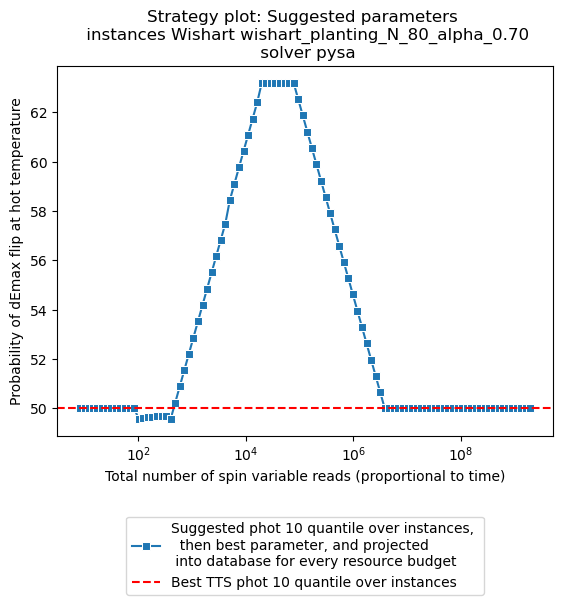 Strategy plot: Suggested parameters
instances Wishart wishart_planting_N_80_alpha_0.70
solver pysa
Probability of dEmax flip at hot temperature
62
60
58
56
54
52
50
10²
10⁴
10⁶
10⁸
Total number of spin variable reads (proportional to time)
Suggested phot 10 quantile over instances,
then best parameter, and projected
into database for every resource budget
Best TTS phot 10 quantile over instances